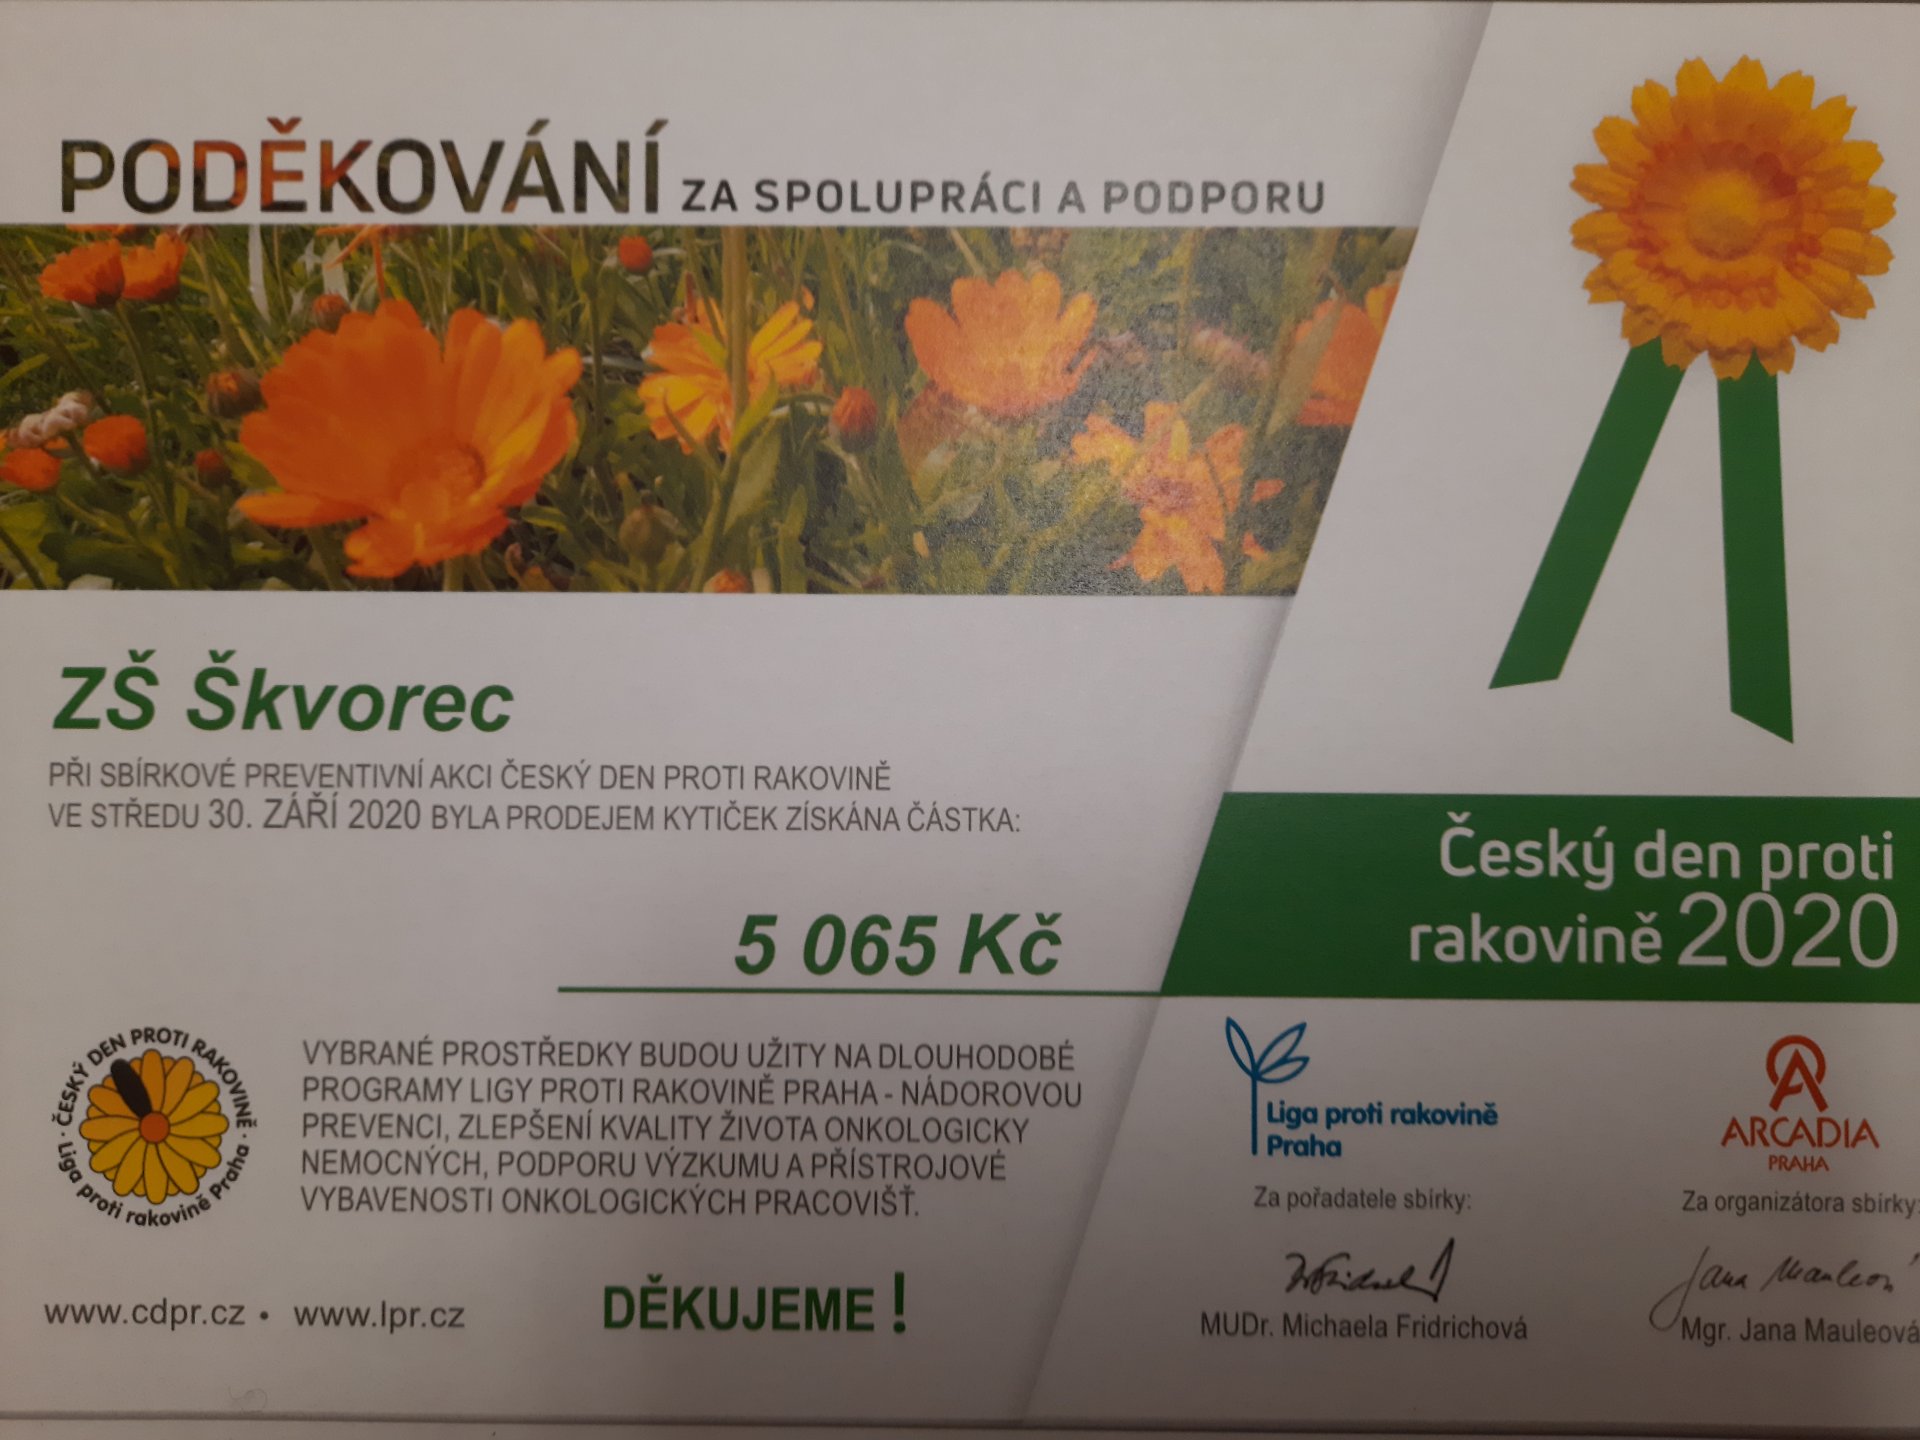 PODĚKOVÁNÍ ZA SPOLUPRÁCI A PODPORU
ZŠ Škvorec
PŘI SBÍRKOVÉ PREVENTIVNÍ AKCI ČESKÝ DEN PROTI RAKOVINĚ
VE STŘEDU 30. ZÁŘÍ 2020 BYLA PRODEJEM KYTIČEK ZÍSKÁNA ČÁSTKA:
5 065 Kč
Český den proti
rakovině 2020
· ČESKÝ DEN PROTI RAKOVINĚ ·
Liga proti rakovině Praha
VYBRANÉ PROSTŘEDKY BUDOU UŽITY NA DLOUHODOBÉ
PROGRAMY LIGY PROTI RAKOVINĚ PRAHA - NÁDOROVOU
PREVENCI, ZLEPŠENÍ KVALITY ŽIVOTA ONKOLOGICKY
NEMOCNÝCH, PODPORU VÝZKUMU A PŘÍSTROJOVÉ
VYBAVENOSTI ONKOLOGICKÝCH PRACOVIŠŤ.
www.cdpr.cz • www.lpr.cz
DĚKUJEME !
Liga proti rakovině
Praha
Za pořadatele sbírky:
MUDr. Michaela Fridrichová
ARCADIA
PRAHA
Za organizátora sbírky:
Jana Mauleov
Mgr. Jana Mauleová